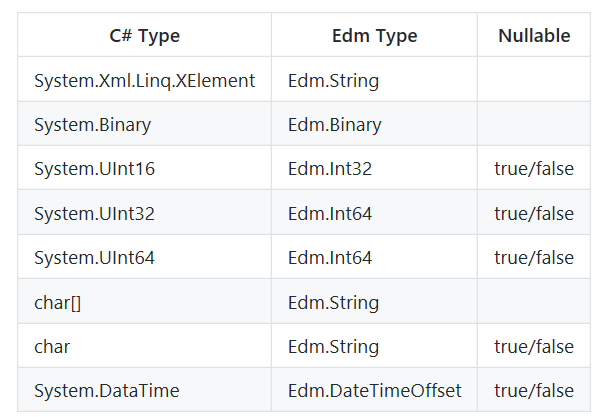 C# Type Edm Type Nullable
System.Xml.Linq.XElement Edm.String
System.Binary Edm.Binary
System.UInt16 Edm.Int32 true/false
System.UInt32 Edm.Int64 true/false
System.UInt64 Edm.Int64 true/false
char[] Edm.String
char Edm.String true/false
System.DataTime Edm.DateTimeOffset true/false